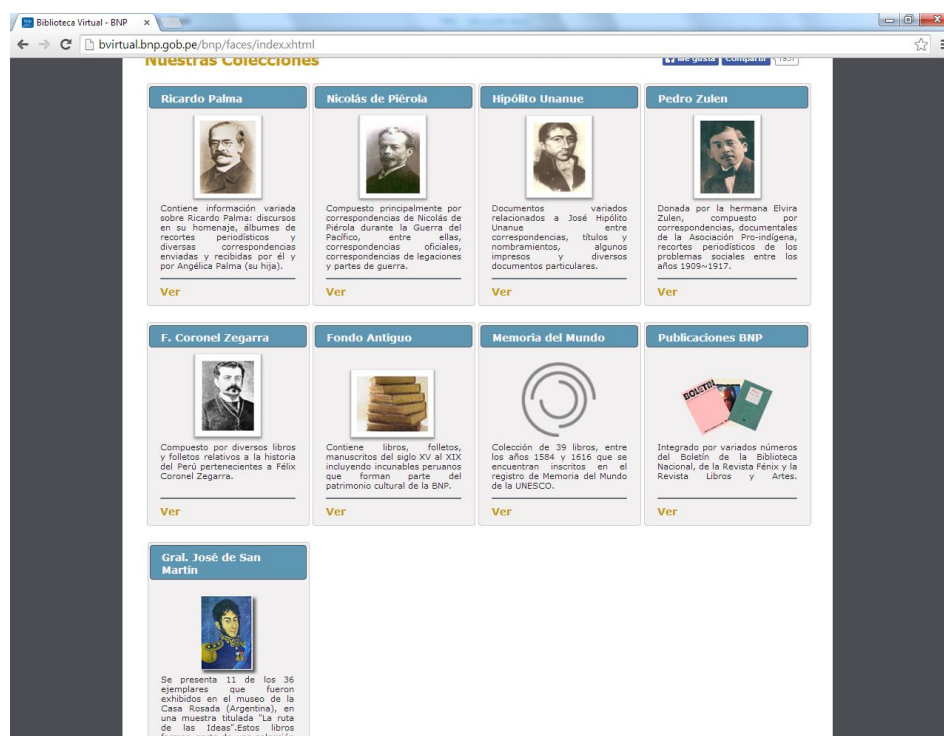 Biblioteca Virtual - BNP
bvirtual.bnp.gob.pe/bnp/faces/index.xhtml
Nuestras Colecciones
Me gusta Compartir
Ricardo Palma
Contiene información variada
sobre Ricardo Palma: discursos
en su homenaje, álbumes de
recortes periodísticos y
diversas correspondencias
enviadas y recibidas por él y
por Angélica Palma (su hija).
Ver
Nicolás de Piérola
Compuesto principalmente por
correspondencias de Nicolás de
Piérola durante la Guerra del
Pacífico, entre ellas,
correspondencias oficiales,
correspondencias de legaciones
y partes de guerra.
Ver
Hipólito Unanue
Documentos variados
relacionados a José Hipólito
Unanue entre
correspondencias, títulos y
nombramientos, algunos
impresos y diversos
documentos particulares.
Ver
Pedro Zulen
Donada por la hermana Elvira
Zulen, compuesto por
correspondencias, documentales
de la Asociación Pro-indígena,
recortes periodísticos de los
problemas sociales entre los
años 1909~1917.
Ver
F. Coronel Zegarra
Compuesto por diversos libros
y folletos relativos a la historia
del Perú pertenecientes a Félix
Coronel Zegarra.
Ver
Fondo Antiguo
Contiene libros, folletos,
manuscritos del siglo XV al XIX
incluyendo incunables peruanos
que forman parte del
patrimonio cultural de la BNP.
Ver
Memoria del Mundo
Colección de 39 libros, entre
los años 1584 y 1616 que se
encuentran inscritos en el
registro de Memoria del Mundo
de la UNESCO.
Ver
Publicaciones BNP
BOLETIN
Integrado por variados números
del Boletín de la Biblioteca
Nacional, de la Revista Fénix y la
Revista Libros y Artes.
Ver
Gral. José de San
Martín
Se presenta 11 de los 36
ejemplares que fueron
exhibidos en el museo de la
Casa Rosada (Argentina), en
una muestra titulada "La ruta
de las Ideas".Estos libros